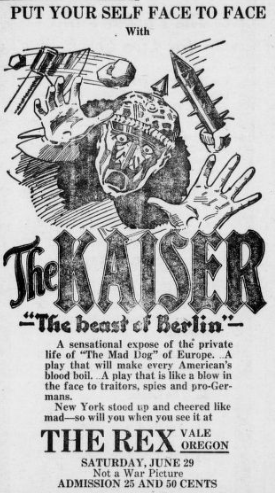 PUT YOUR SELF FACE TO FACE
With
The KAISER
-"The beast of Berlin"-
A sensational expose of the private
life of "The Mad Dog" of Europe. ..A
play that will make every American's
blood boil. ..A play that is like a blow in
the face to traitors, spies and pro-Ger-
mans.
New York stood up and cheered like
mad—so will you when you see it at
THE REX VALE
OREGON
SATURDAY, JUNE 29
Not a War Picture
ADMISSION 25 AND 50 CENTS